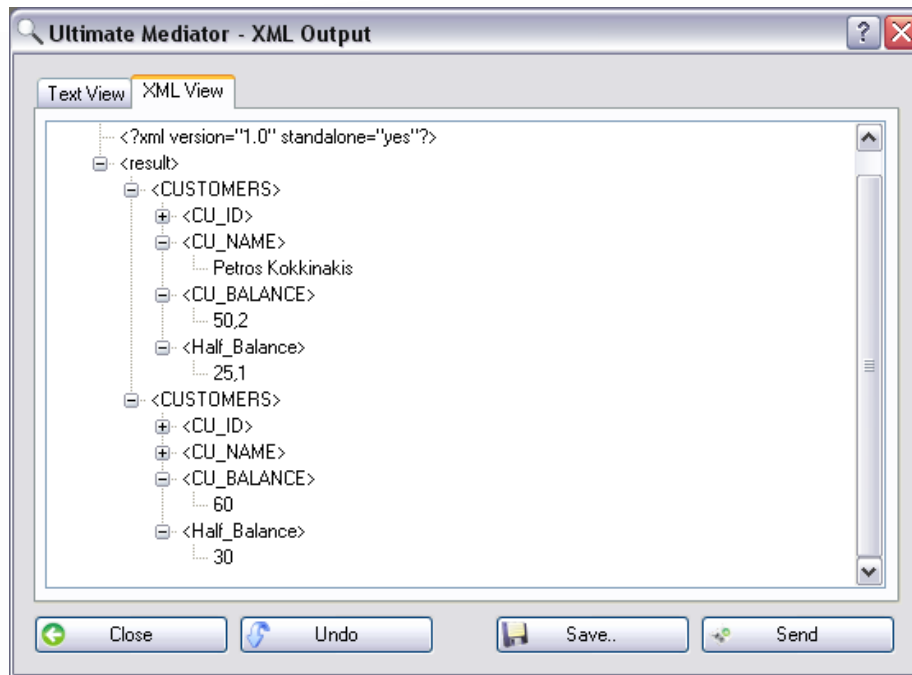 Ultimate Mediator - XML Output
Text View XML View
<?xml version="1.0" standalone="yes"?>
<result>
<CUSTOMERS>
<CU_ID>
<CU_NAME>
Petros Kokkinakis
<CU_BALANCE>
50,2
<Half_Balance>
25,1
<CUSTOMERS>
<CU_ID>
<CU_NAME>
<CU_BALANCE>
60
<Half_Balance>
30
Close Undo Save.. Send